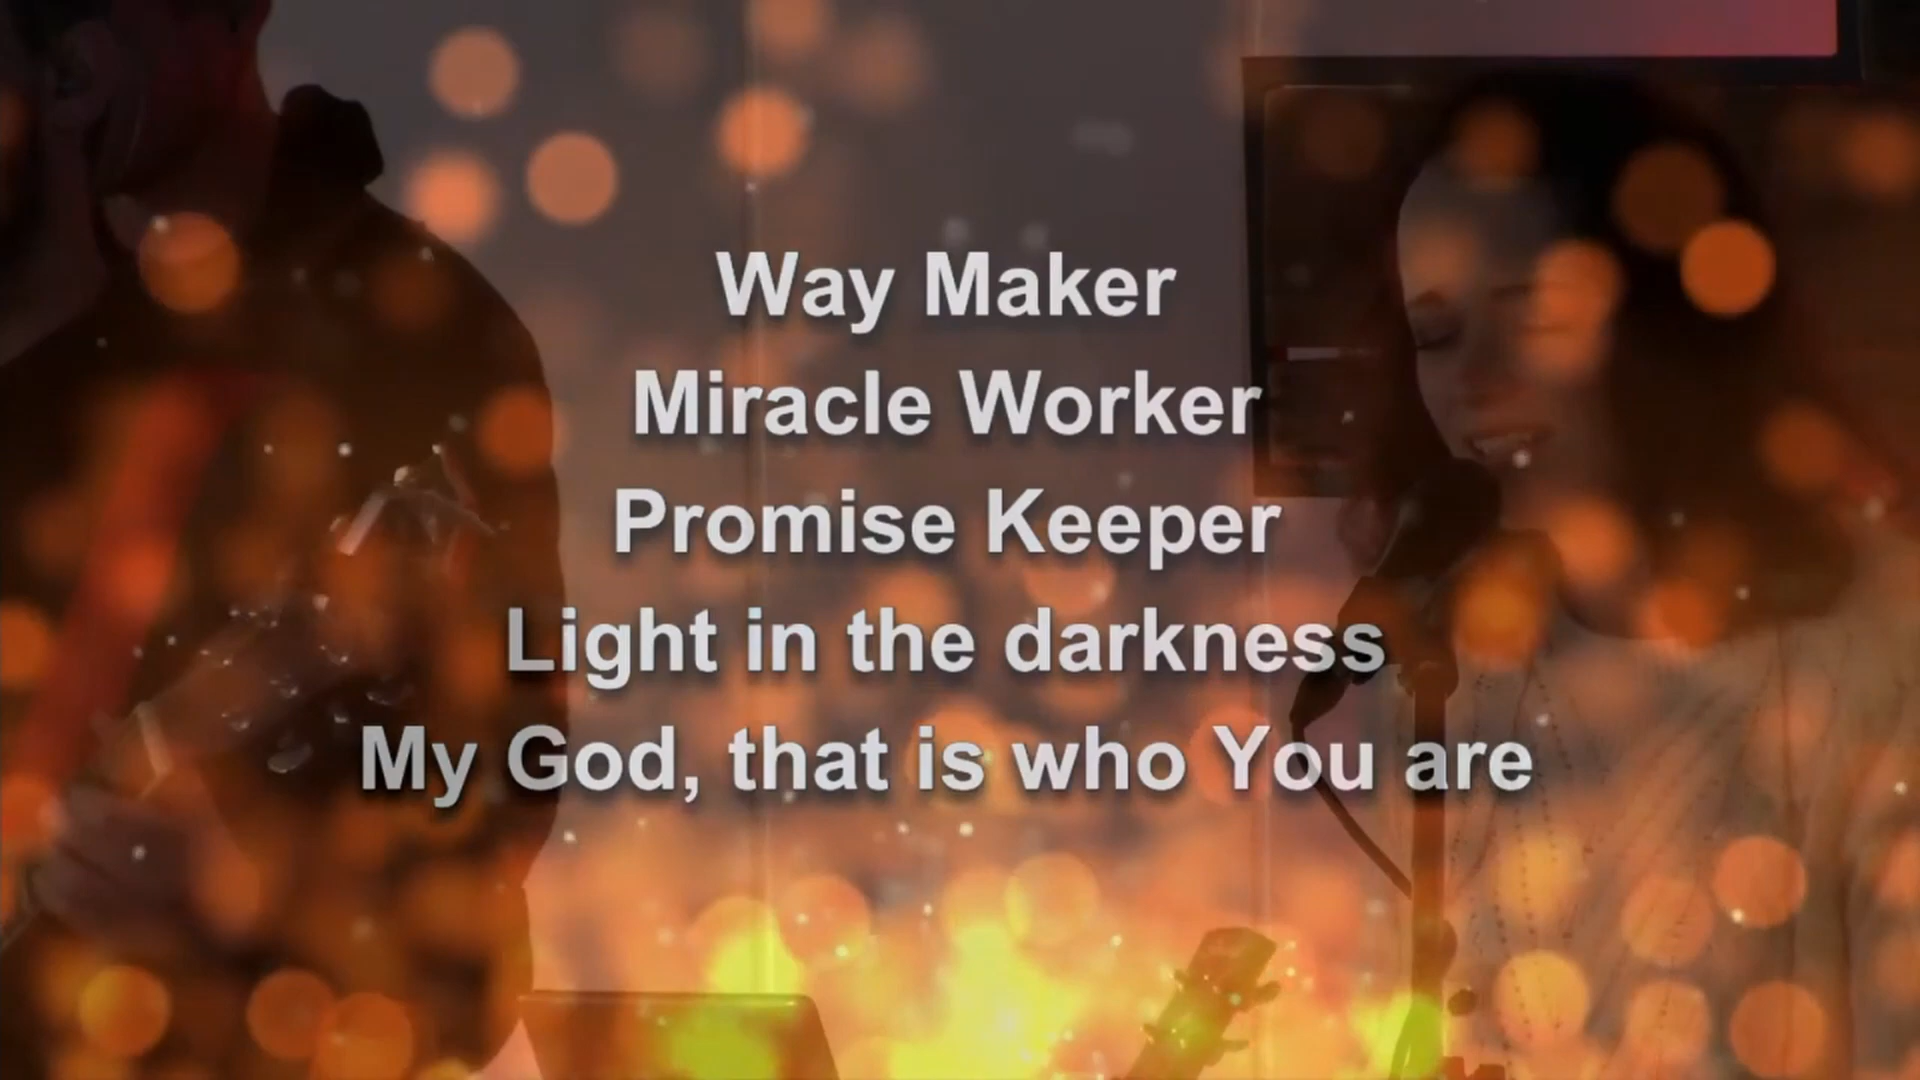 Way Maker
Miracle Worker
Promise Keeper
Light in the darkness
My God, that is who You are